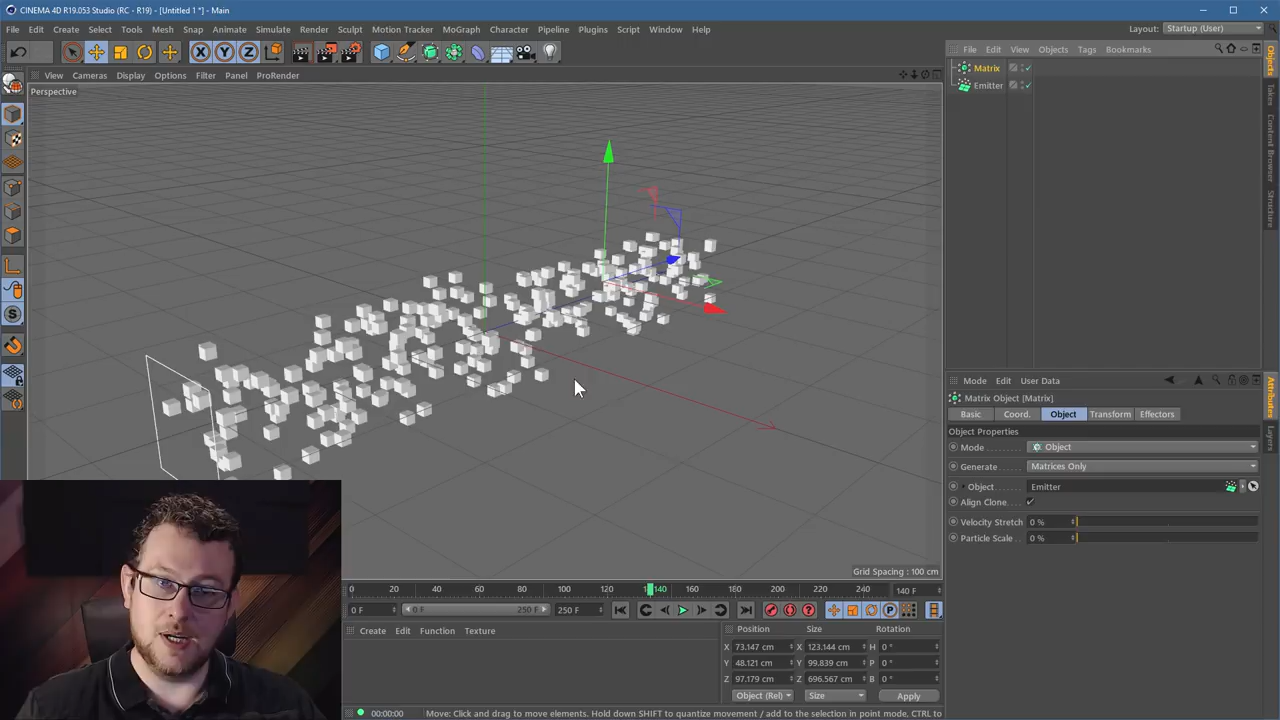 CINEMA 4D R19.053 Studio (RC - R19) - [Untitled 1 *] - Main
File Edit Create Select Tools Mesh Snap Animate Simulate Render Sculpt Motion Tracker MoGraph Character Pipeline Plugins Script Window Help
Layout: Startup (User)
X Y Z
File Edit View Objects Tags Bookmarks
View Cameras Display Options Filter Panel ProRender
Perspective
Matrix
Emitter
Objects
Takes
Content Browser
Structure
Mode Edit User Data
Matrix Object [Matrix]
Basic Coord. Object Transform Effectors
Object Properties
Mode Object
Generate Matrices Only
Object Emitter
Align Clone
Velocity Stretch 0 %
Particle Scale 0 %
Attributes
Layers
Grid Spacing : 100 cm
0 20 40 60 80 100 120 140 160 180 200 220 240 140 F
0 F 0 F 250 F 250 F
Create Edit Function Texture
Position Size Rotation
X 73.147 cm X 123.144 cm H 0 °
Y 48.121 cm Y 99.839 cm P 0 °
Z 97.179 cm Z 696.567 cm B 0 °
Object (Rel) Size Apply
00:00:00 Move: Click and drag to move elements. Hold down SHIFT to quantize movement / add to the selection in point mode, CTRL to